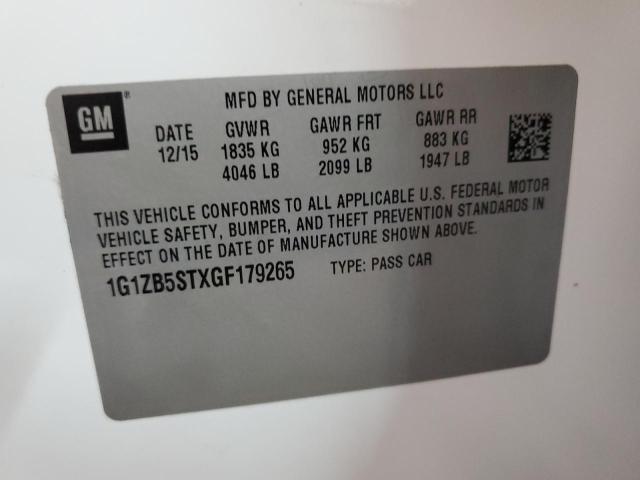 GM®
MFD BY GENERAL MOTORS LLC
DATE GVWR GAWR FRT GAWR RR
12/15 1835 KG 952 KG 883 KG
4046 LB 2099 LB 1947 LB
THIS VEHICLE CONFORMS TO ALL APPLICABLE U.S. FEDERAL MOTOR
VEHICLE SAFETY, BUMPER, AND THEFT PREVENTION STANDARDS IN
EFFECT ON THE DATE OF MANUFACTURE SHOWN ABOVE.
1G1ZB5STXGF179265 TYPE: PASS CAR